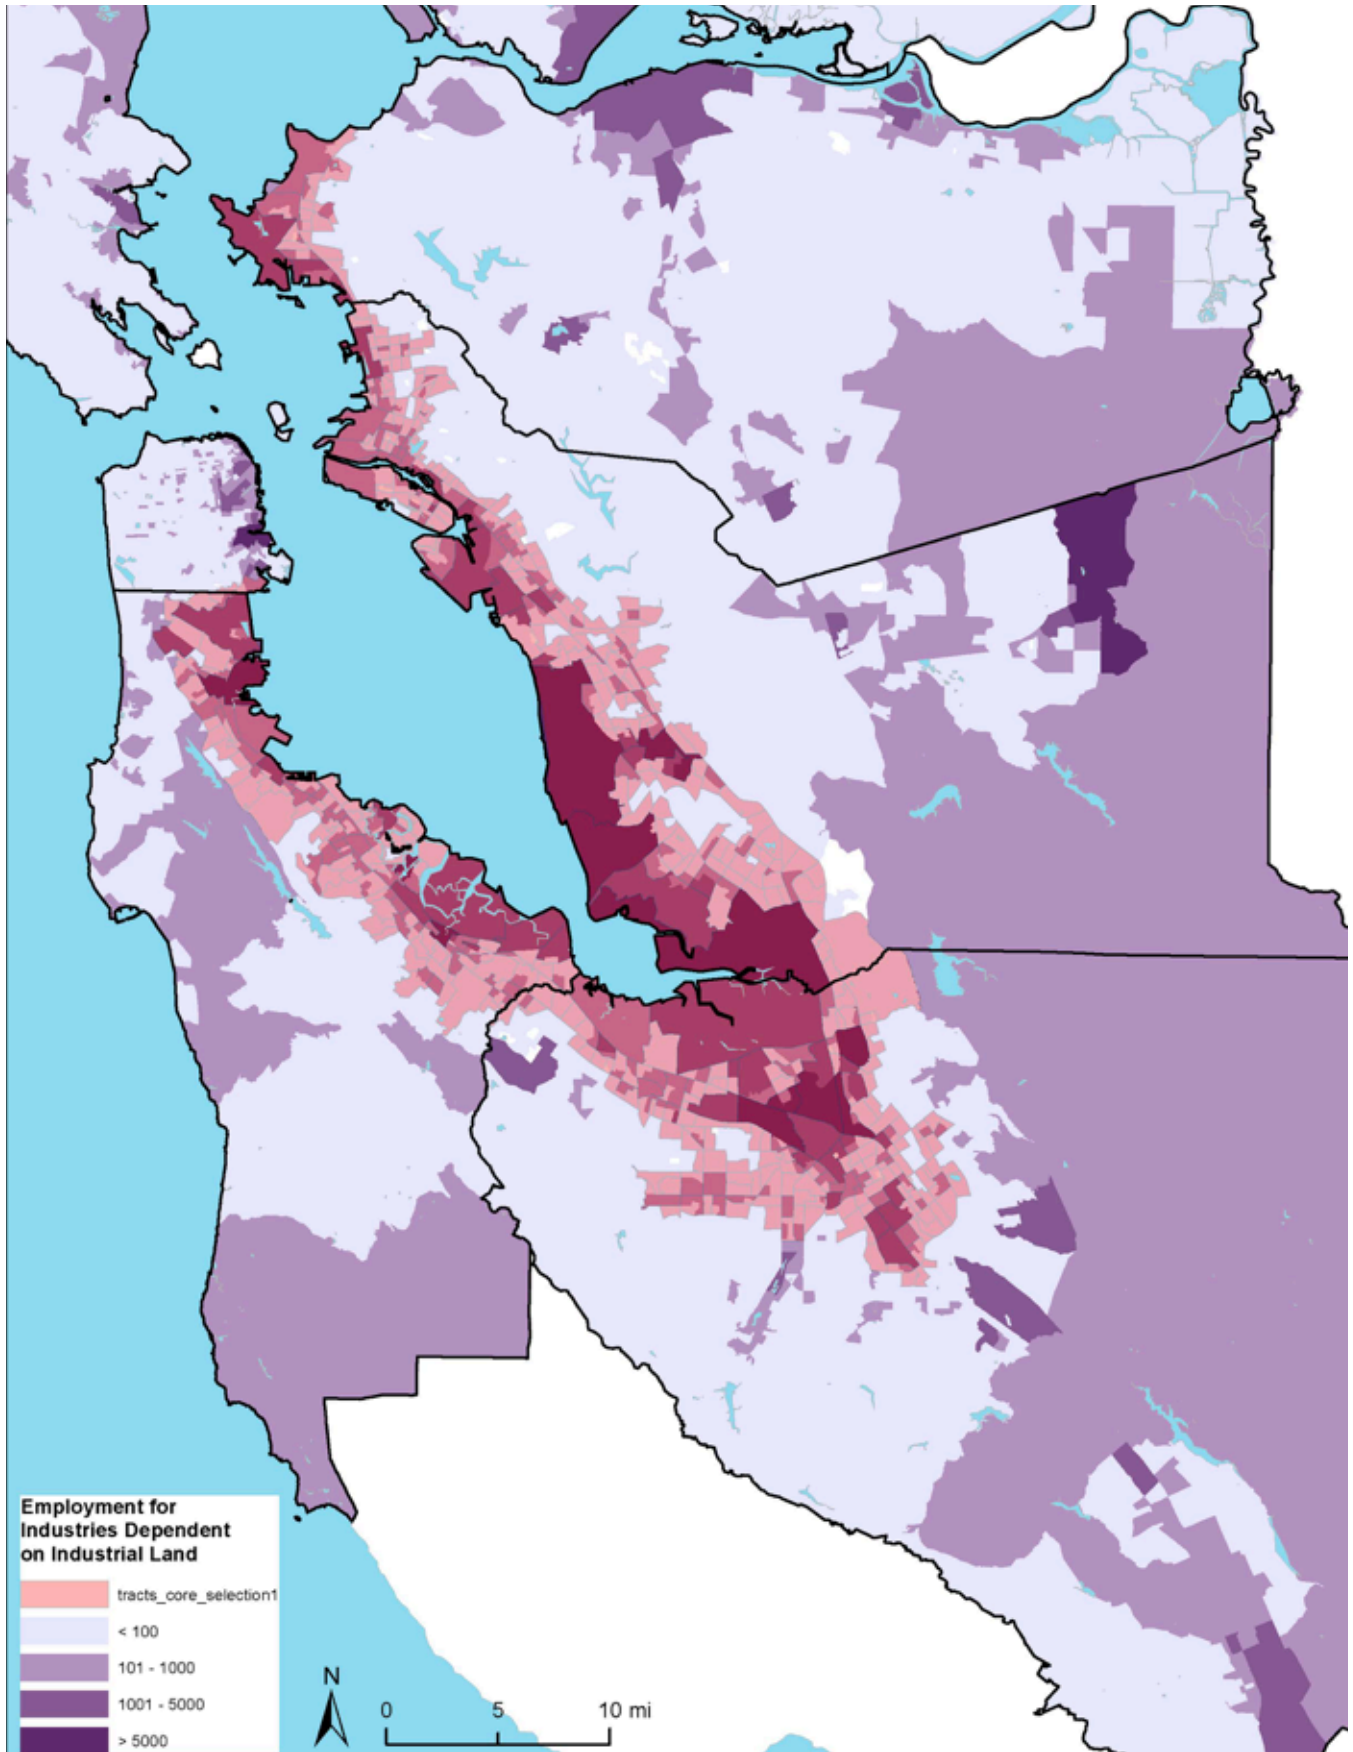 Employment for
Industries Dependent
on Industrial Land
tracts_core_selection1
< 100
101 - 1000
1001 - 5000
> 5000
N
0 5 10 mi